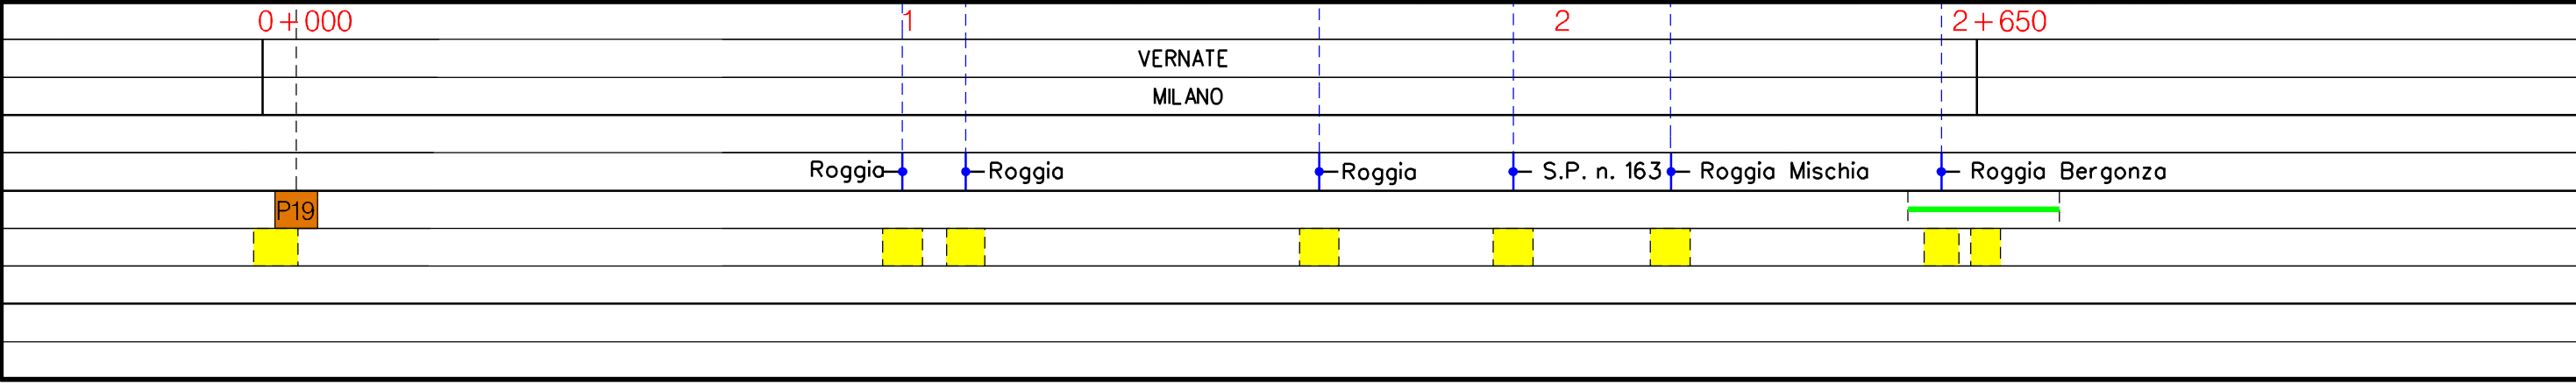 0+000 1 2 2+650
VERNATE
MILANO
Roggia Roggia Roggia S.P. n. 163 Roggia Mischia Roggia Bergonza
P19